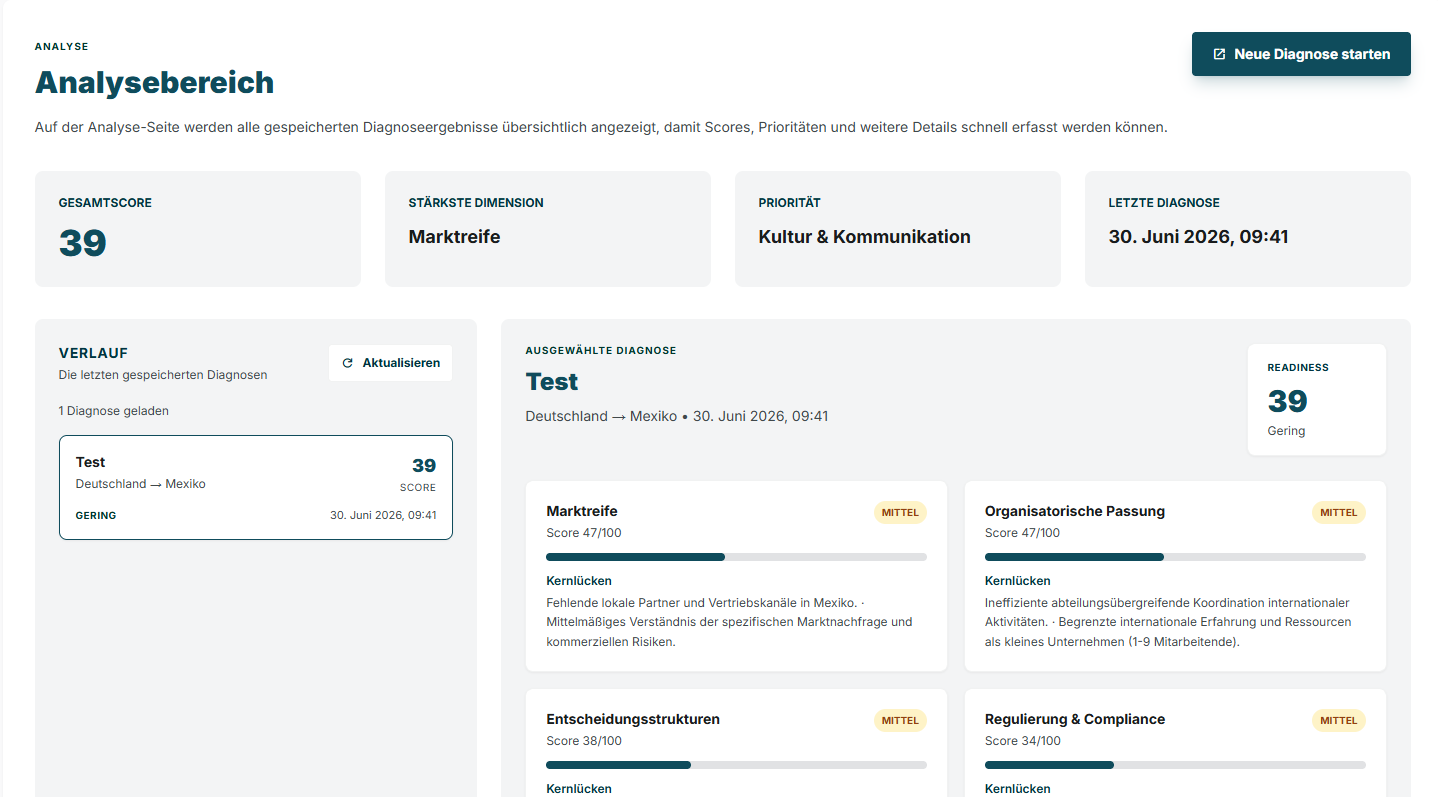 ANALYSE
Analysebereich
Neue Diagnose starten
Auf der Analyse-Seite werden alle gespeicherten Diagnoseergebnisse übersichtlich angezeigt, damit Scores, Prioritäten und weitere Details schnell erfasst werden können.
GESAMTSCORE
39
STÄRKSTE DIMENSION
Marktreife
PRIORITÄT
Kultur & Kommunikation
LETZTE DIAGNOSE
30. Juni 2026, 09:41
VERLAUF
Die letzten gespeicherten Diagnosen
Aktualisieren
1 Diagnose geladen
Test
Deutschland → Mexiko
39
SCORE
GERING
30. Juni 2026, 09:41
AUSGEWÄHLTE DIAGNOSE
Test
Deutschland → Mexiko • 30. Juni 2026, 09:41
READINESS
39
Gering
Marktreife
MITTEL
Score 47/100
Kernlücken
Fehlende lokale Partner und Vertriebskanäle in Mexiko. ·
Mittelmäßiges Verständnis der spezifischen Marktnachfrage und
kommerziellen Risiken.
Organisatorische Passung
MITTEL
Score 47/100
Kernlücken
Ineffiziente abteilungsübergreifende Koordination internationaler
Aktivitäten. · Begrenzte internationale Erfahrung und Ressourcen
als kleines Unternehmen (1-9 Mitarbeitende).
Entscheidungsstrukturen
MITTEL
Score 38/100
Kernlücken
Regulierung & Compliance
MITTEL
Score 34/100
Kernlücken